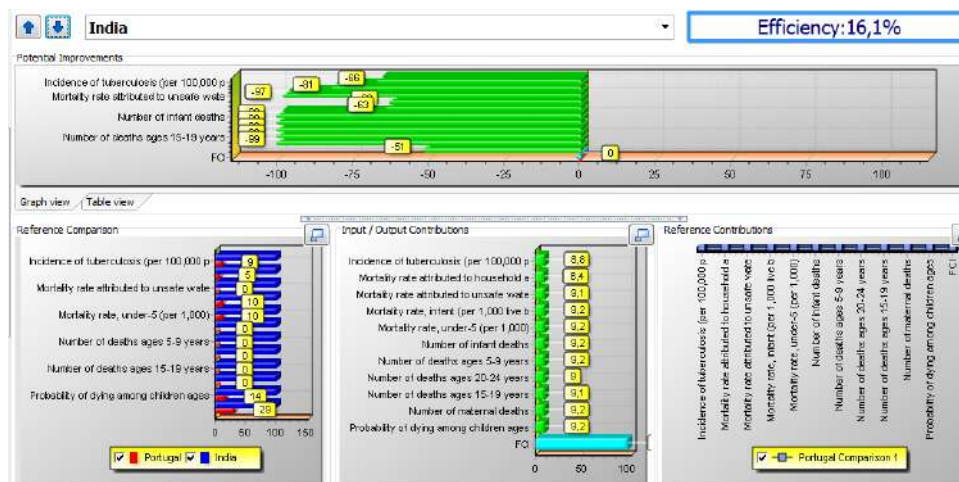 India
Efficiency:16,1%
Potential Improvements
Incidence of tuberculosis (per 100,000 p
Mortality rate attributed to unsafe wate
Number of infant deaths
Number of deaths ages 15-19 years
FCI
-66
-81
-97
-63
-99
-51
0
-100
-75
-50
-25
0
25
50
75
100
Graph view
Table view
Reference Comparison
Incidence of tuberculosis (per 100,000 p
Mortality rate attributed to unsafe wate
Mortality rate, under-5 (per 1,000)
Number of deaths ages 5-9 years
Number of deaths ages 15-19 years
Probability of dying among children ages
9
5
0
10
10
0
0
0
0
0
14
29
0
50
100
150
Portugal
India
Input / Output Contributions
Incidence of tuberculosis (per 100,000 p
8,8
Mortality rate attributed to household a
8,4
Mortality rate attributed to unsafe wate
9,1
Mortality rate, infant (per 1,000 live b
9,2
Mortality rate, under-5 (per 1,000)
9,2
Number of infant deaths
9,2
Number of deaths ages 5-9 years
9,2
Number of deaths ages 20-24 years
9
Number of deaths ages 15-19 years
9,1
Number of maternal deaths
9,2
Probability of dying among children ages
9,2
FCI
0
50
100
Reference Contributions
Incidence of tuberculosis (per 100,000 p
Mortality rate attributed to household a
Mortality rate attributed to unsafe wate
Mortality rate, infant (per 1,000 live b
Mortality rate, under-5 (per 1,000)
Number of infant deaths
Number of deaths ages 5-9 years
Number of deaths ages 20-24 years
Number of deaths ages 15-19 years
Number of maternal deaths
Probability of dying among children ages
FCI
Portugal Comparison 1